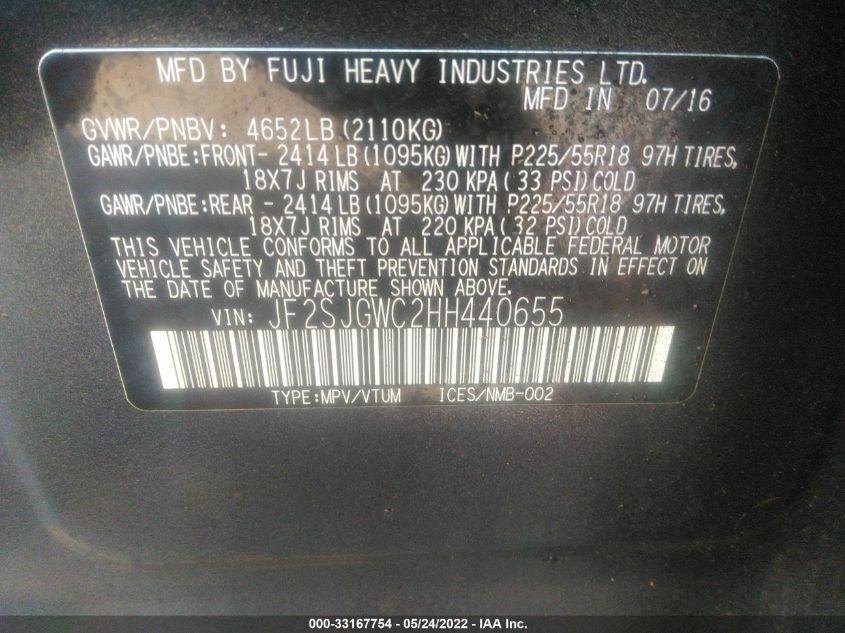 MFD BY FUJI HEAVY INDUSTRIES LTD.
MFD IN 07/16
GVWR/PNBV: 4652LB(2110KG)
GAWR/PNBE:FRONT- 2414LB(1095KG)WITH P225/55R18 97H TIRES,
18X7J RIMS AT 230 KPA(33 PSI)COLD
GAWR/PNBE:REAR - 2414LB(1095KG)WITH P225/55R18 97H TIRES,
18X7J RIMS AT 220 KPA(32 PSI)COLD
THIS VEHICLE CONFORMS TO ALL APPLICABLE FEDERAL MOTOR
VEHICLE SAFETY AND THEFT PREVENTION STANDARDS IN EFFECT ON
THE DATE OF MANUFACTURE SHOWN ABOVE.
VIN: JF2SJGWC2HH440655
TYPE:MPV/VTUM ICES/NMB-002
000-33167754 - 05/24/2022 - IAA Inc.